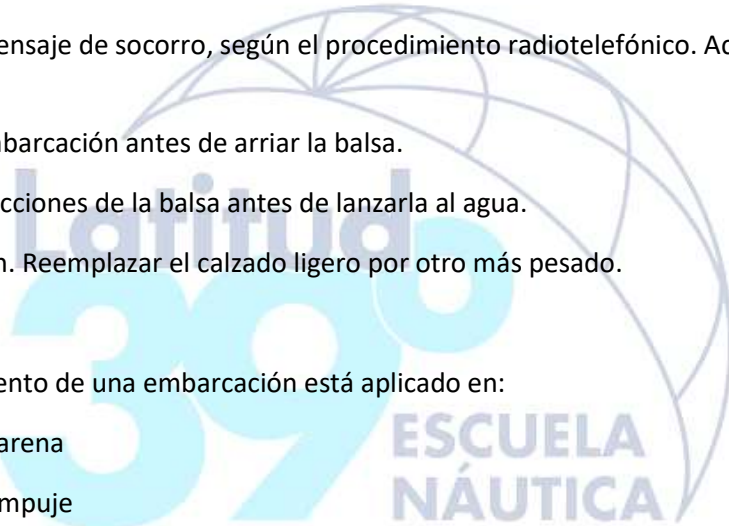 ensaje de socorro, según el procedimiento radiotelefónico. Ac
barcación antes de arriar la balsa.
cciones de la balsa antes de lanzarla al agua.
n. Reemplazar el calzado ligero por otro más pesado.
ento de una embarcación está aplicado en:
arena
mpuje
Latitud
39º
ESCUELA
NÁUTICA